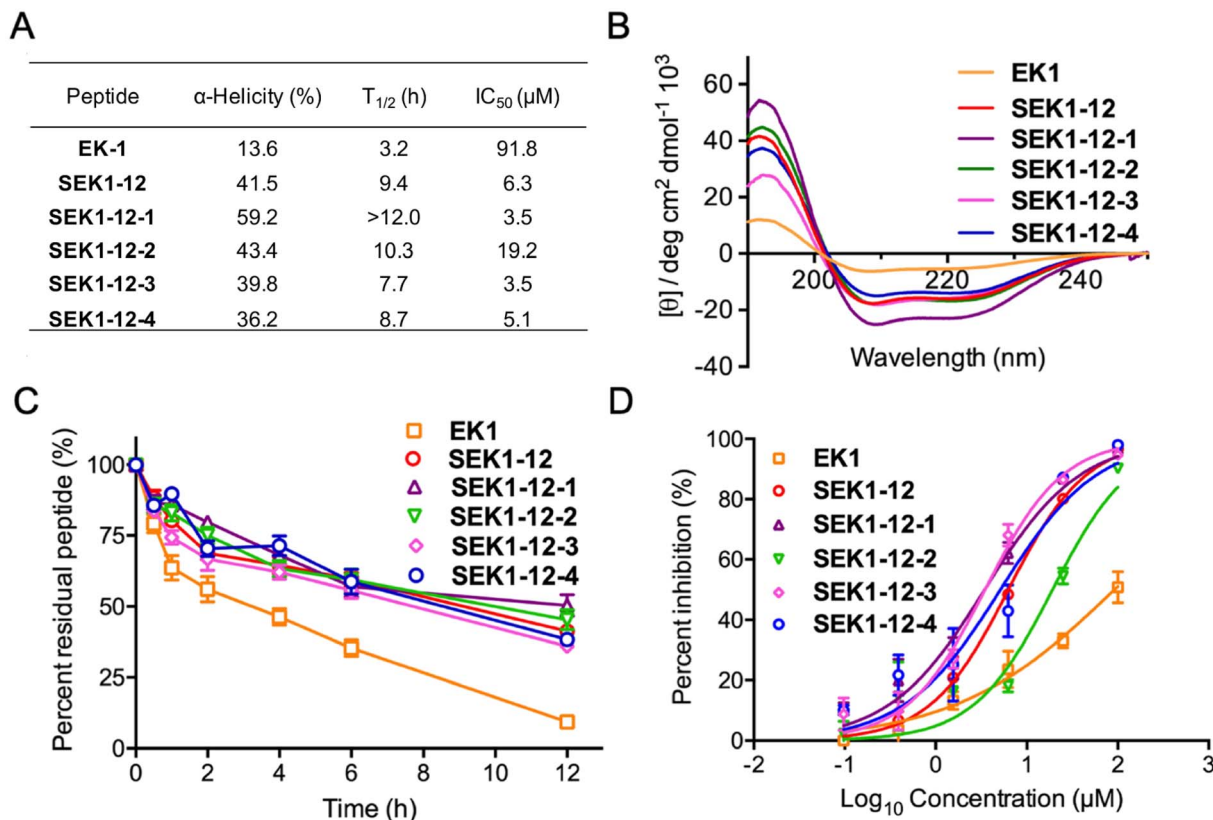 A
Peptide α-Helicity (%) T1/2 (h) IC50 (µM)
EK-1 13.6 3.2 91.8
SEK1-12 41.5 9.4 6.3
SEK1-12-1 59.2 >12.0 3.5
SEK1-12-2 43.4 10.3 19.2
SEK1-12-3 39.8 7.7 3.5
SEK1-12-4 36.2 8.7 5.1
B
[θ] / deg cm2 dmol-1 103
60
40
20
0
-20
-40
200 220 240
Wavelength (nm)
EK1
SEK1-12
SEK1-12-1
SEK1-12-2
SEK1-12-3
SEK1-12-4
C
Percent residual peptide (%)
100
75
50
25
0
0 2 4 6 8 10 12
Time (h)
EK1
SEK1-12
SEK1-12-1
SEK1-12-2
SEK1-12-3
SEK1-12-4
D
Percent inhibition (%)
100
80
60
40
20
0
-2 -1 0 1 2 3
Log10 Concentration (µM)
EK1
SEK1-12
SEK1-12-1
SEK1-12-2
SEK1-12-3
SEK1-12-4